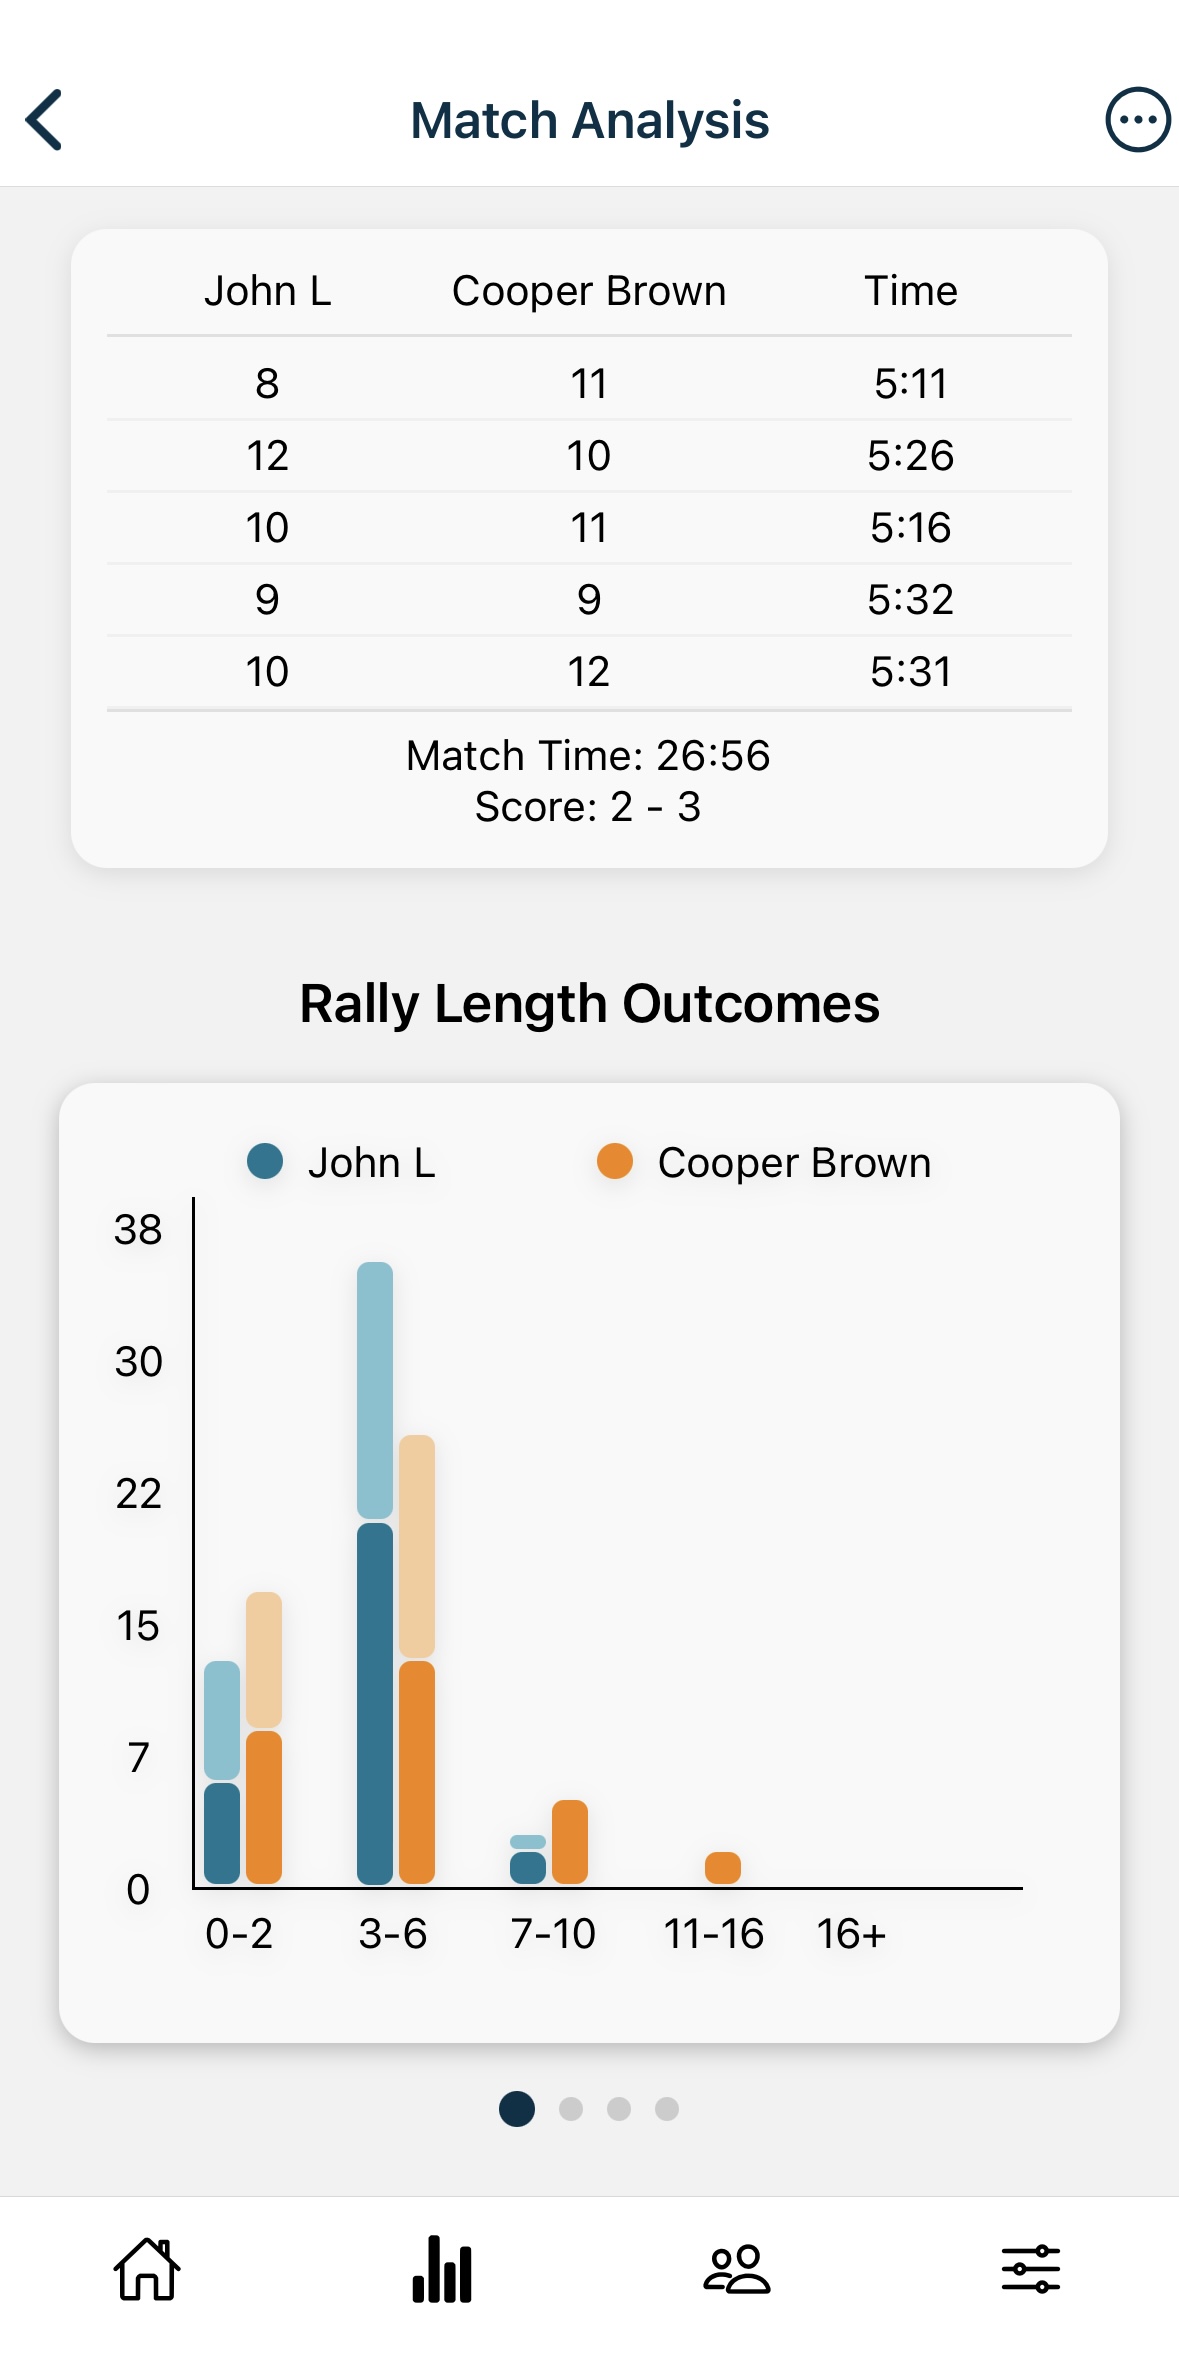 Match Analysis
John L Cooper Brown Time
8 11 5:11
12 10 5:26
10 11 5:16
9 9 5:32
10 12 5:31
Match Time: 26:56
Score: 2 - 3
Rally Length Outcomes
John L Cooper Brown
38
30
22
15
7
0
0-2 3-6 7-10 11-16 16+